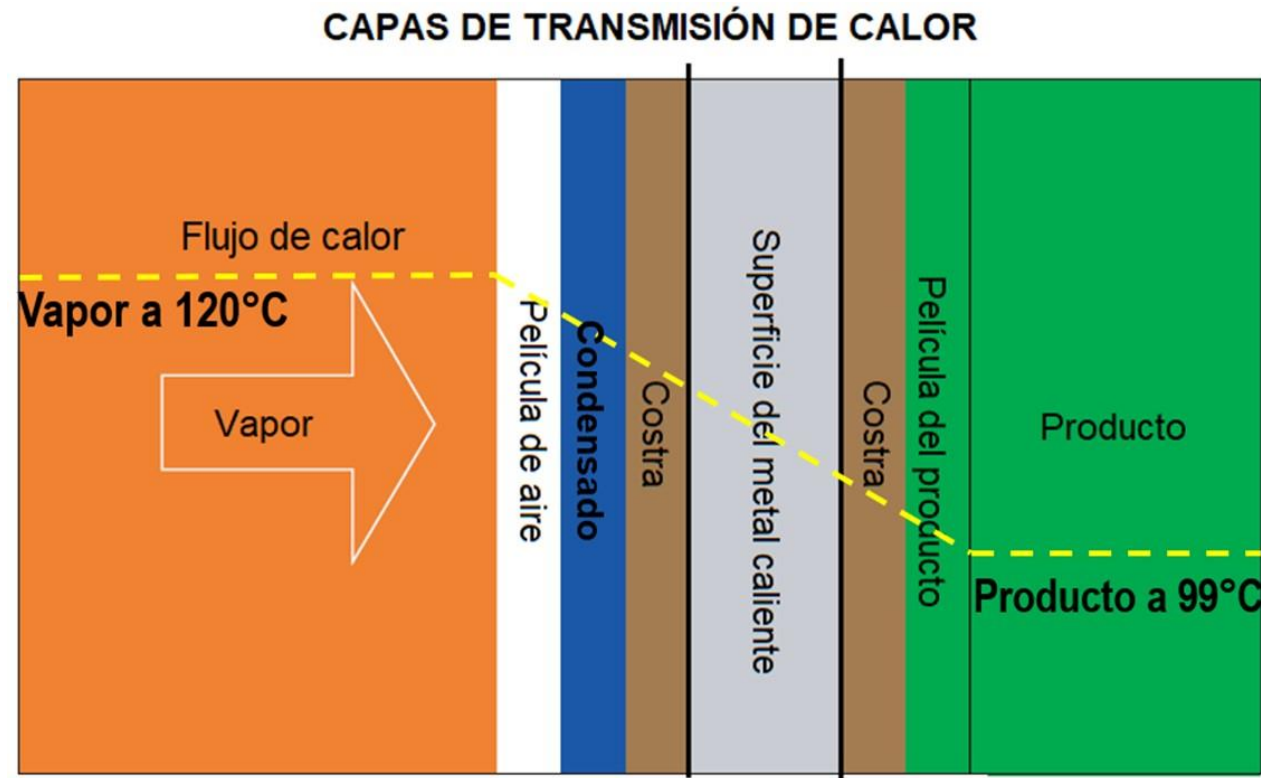 CAPAS DE TRANSMISIÓN DE CALOR
Flujo de calor
Vapor a 120°C
Vapor
Película de aire
Condensado
Costra
Superficie del metal caliente
Costra
Película del producto
Producto
Producto a 99°C